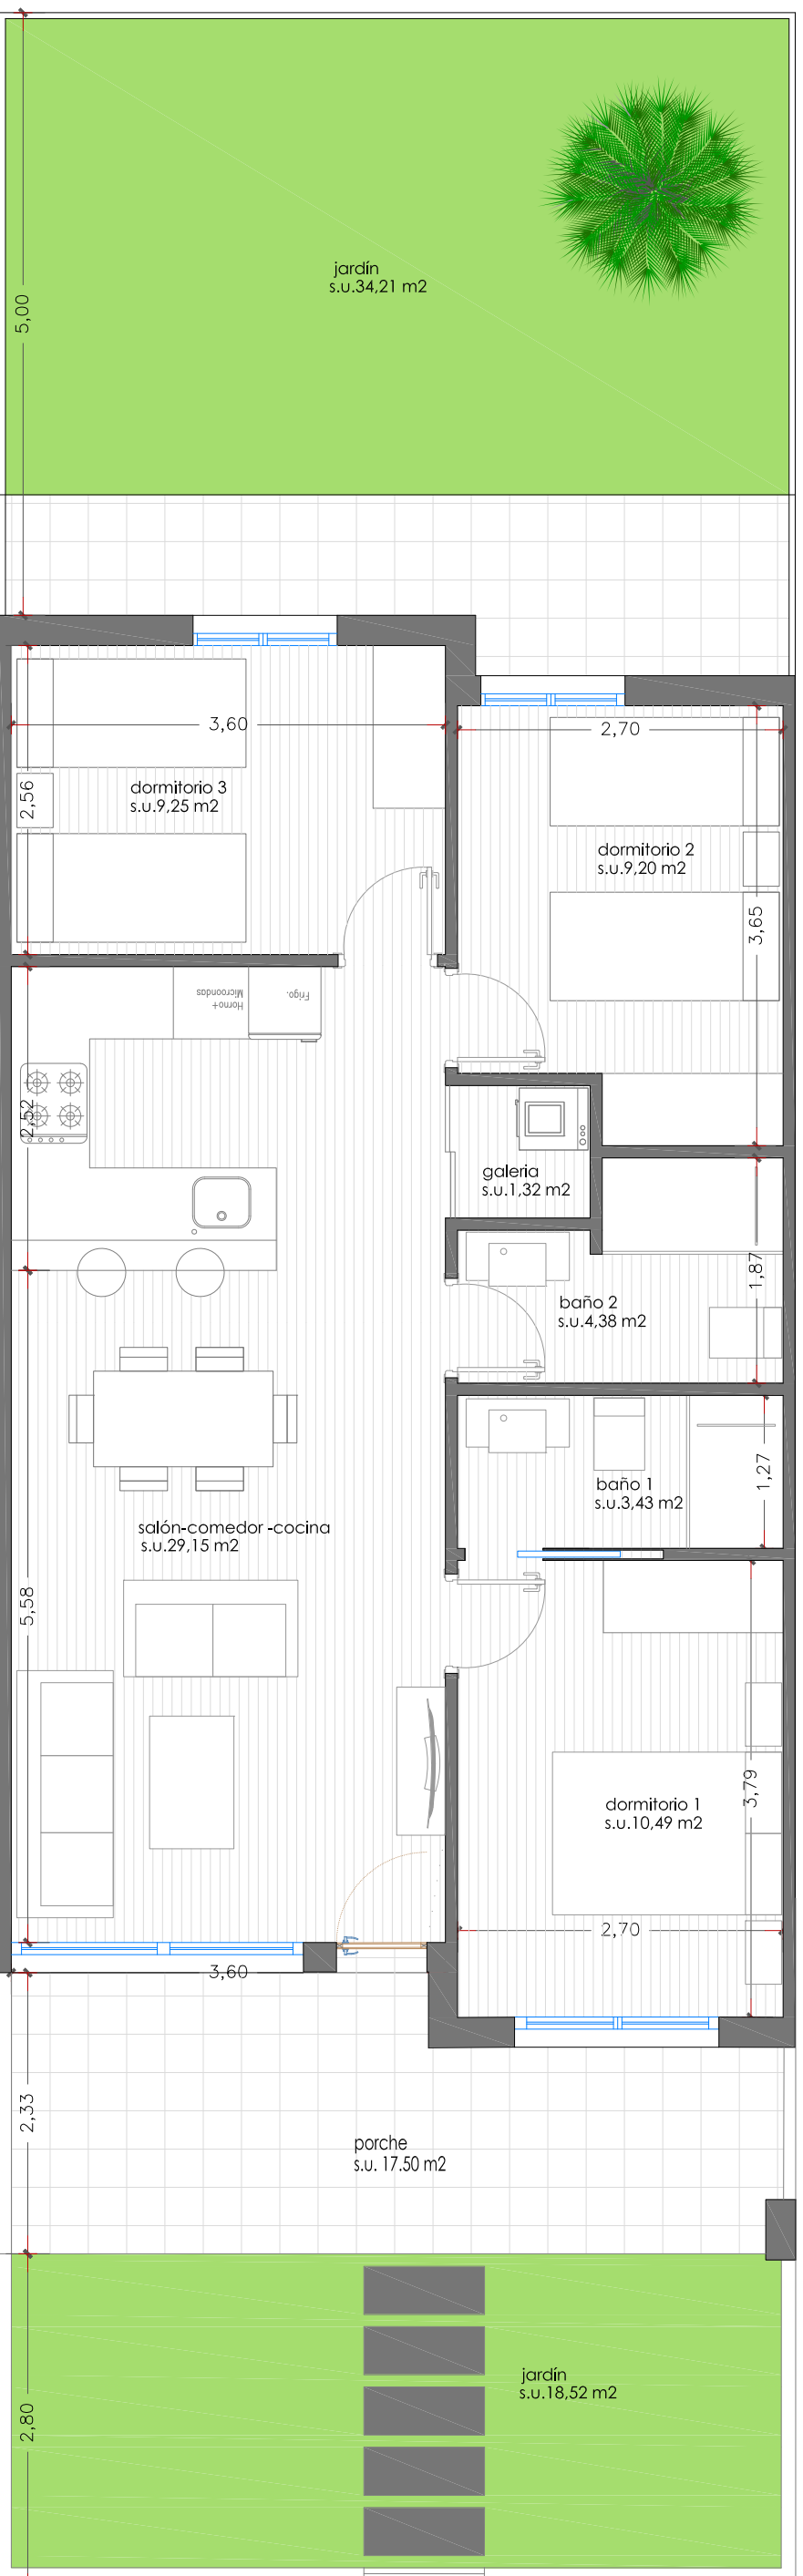 jardín
s.u.34,21 m2
5,00
3,60
2,70
dormitorio 3
s.u.9,25 m2
2,56
dormitorio 2
s.u.9,20 m2
3,65
Horno+
Microondas
Frigo.
2,52
galeria
s.u.1,32 m2
1,87
baño 2
s.u.4,38 m2
baño 1
s.u.3,43 m2
1,27
salón-comedor -cocina
s.u.29,15 m2
5,58
dormitorio 1
s.u.10,49 m2
3,79
2,70
3,60
2,33
porche
s.u. 17.50 m2
jardín
s.u.18,52 m2
2,80